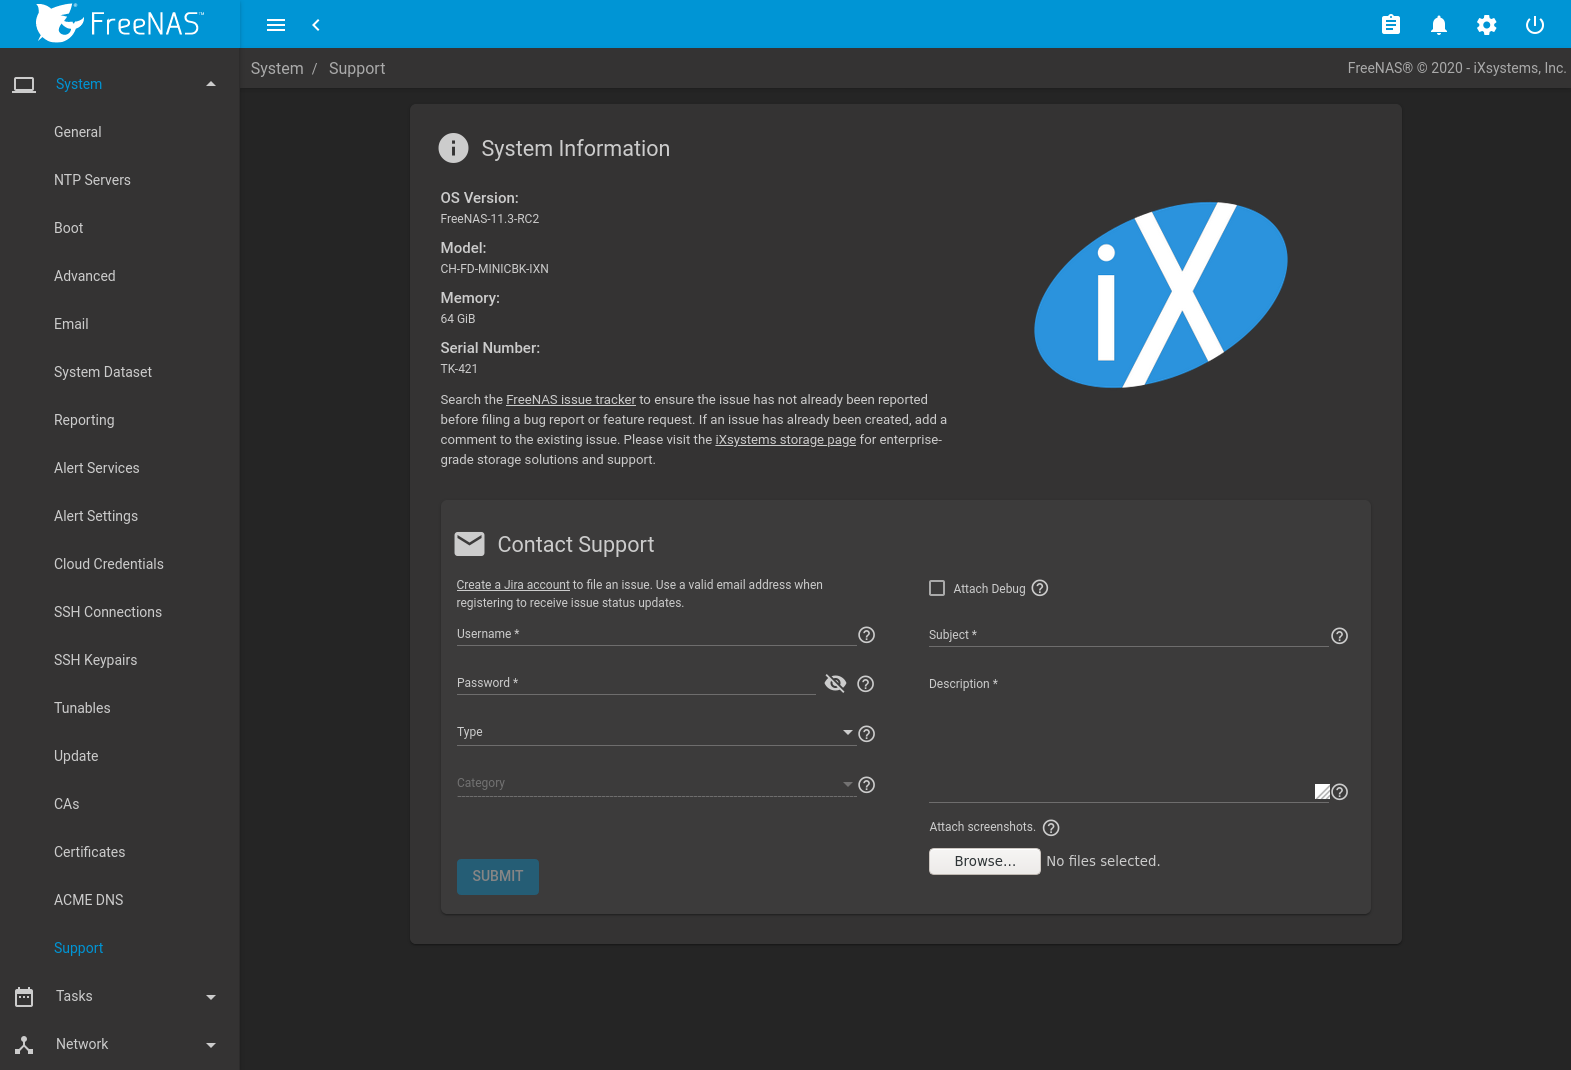 FreeNAS™
System / Support
FreeNAS® © 2020 - iXsystems, Inc.
System
General
NTP Servers
Boot
Advanced
Email
System Dataset
Reporting
Alert Services
Alert Settings
Cloud Credentials
SSH Connections
SSH Keypairs
Tunables
Update
CAs
Certificates
ACME DNS
Support
Tasks
Network
System Information
OS Version:
FreeNAS-11.3-RC2
Model:
CH-FD-MINICBK-IXN
Memory:
64 GiB
Serial Number:
TK-421
Search the FreeNAS issue tracker to ensure the issue has not already been reported
before filing a bug report or feature request. If an issue has already been created, add a
comment to the existing issue. Please visit the iXsystems storage page for enterprise-
grade storage solutions and support.
iX
Contact Support
Create a Jira account to file an issue. Use a valid email address when
registering to receive issue status updates.
Username *
Password *
Type
Category
SUBMIT
Attach Debug
Subject *
Description *
Attach screenshots.
Browse... No files selected.